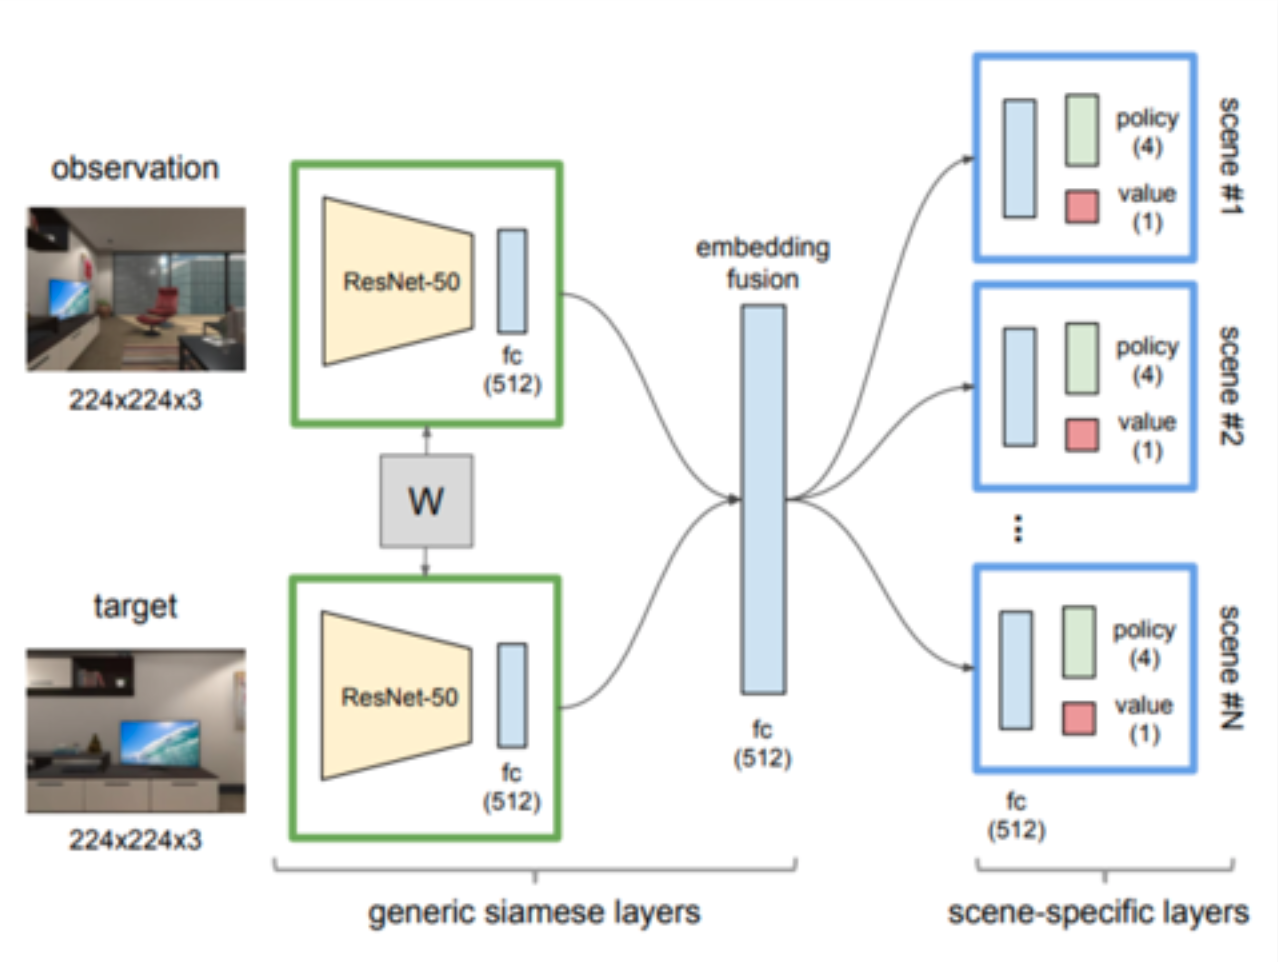 observation
224x224x3
ResNet-50
fc
(512)
W
target
224x224x3
ResNet-50
fc
(512)
embedding
fusion
fc
(512)
policy
(4)
value
(1)
scene #1
policy
(4)
value
(1)
scene #2
...
policy
(4)
value
(1)
scene #N
fc
(512)
generic siamese layers
scene-specific layers